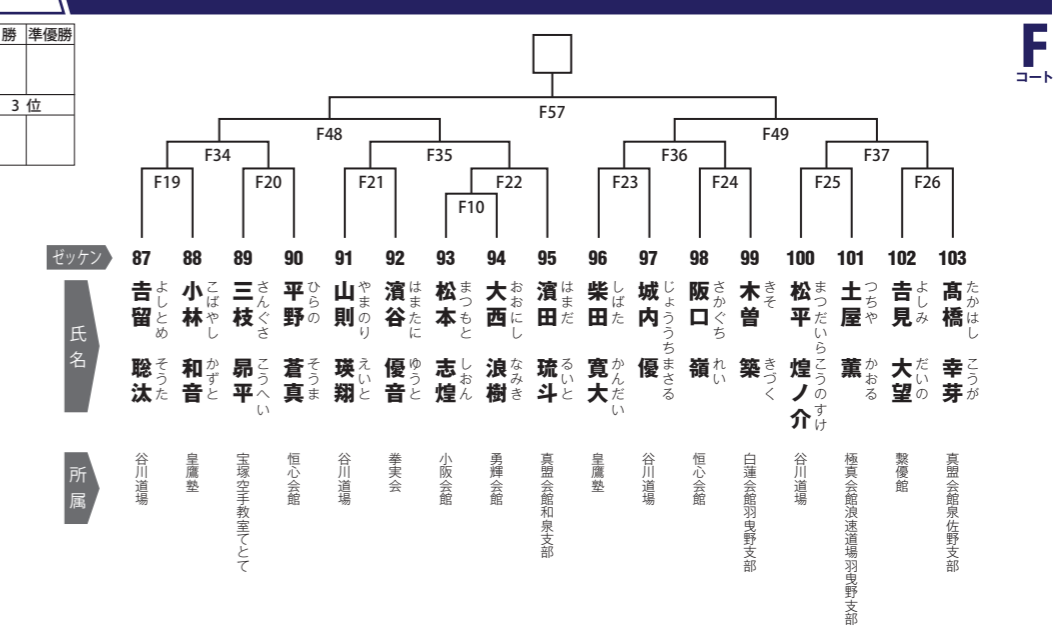 勝 準優勝
3 位
F
コート
F57
F48 F49
F34 F35 F36 F37
F19 F20 F21 F22 F23 F24 F25 F26
F10
ゼッケン 87 88 89 90 91 92 93 94 95 96 97 98 99 100 101 102 103
氏名
𠮷留 聡汰 よしとめ そうた
小林 和音 こばやし かずと
三枝 昴平 さんぐさ こうへい
平野 蒼真 ひらの そうま
山則 瑛翔 やまのり えいと
濱谷 優音 はまたに ゆうと
松本 志煌 まつもと しおん
大西 浪樹 おおにし なみき
濱田 琉斗 はまだ るいと
柴田 寛大 しばた かんだい
城内 優 じょううち まさる
阪口 嶺 さかぐち れい
木曽 築 きそ きづく
松平 煌ノ介 まつだいら こうのすけ
土屋 薫 つちや かおる
𠮷見 大望 よしみ だいの
髙橋 幸芽 たかはし こうが
所属
谷川道場
皇鷹塾
宝塚空手教室てとて
恒心会館
谷川道場
拳実会
小阪会館
勇輝会館
真盟会館和泉支部
皇鷹塾
谷川道場
恒心会館
白蓮会館羽曳野支部
谷川道場
極真会館浪速道場羽曳野支部
繋優館
真盟会館泉佐野支部